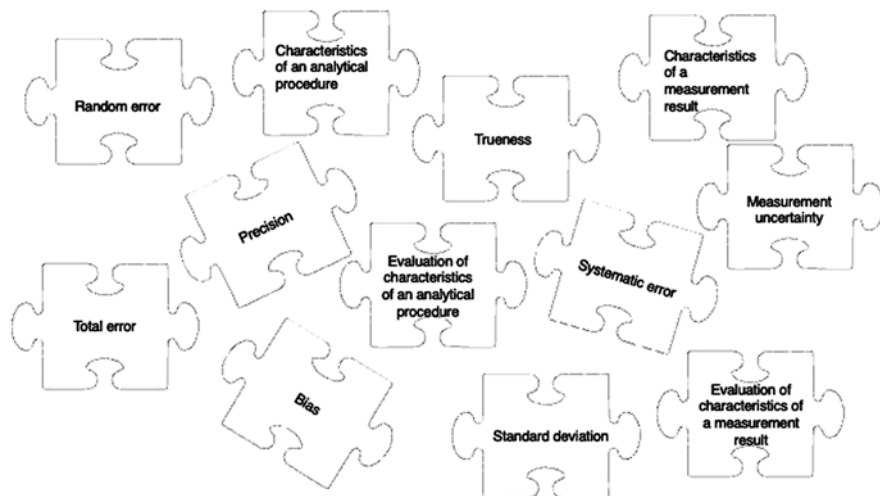 Random error
Characteristics
of an analytical
procedure
Trueness
Characteristics
of a
measurement
result
Precision
Evaluation of
characteristics
of an analytical
procedure
Systematic error
Measurement
uncertainty
Total error
Bias
Standard deviation
Evaluation of
characteristics of
a measurement
result